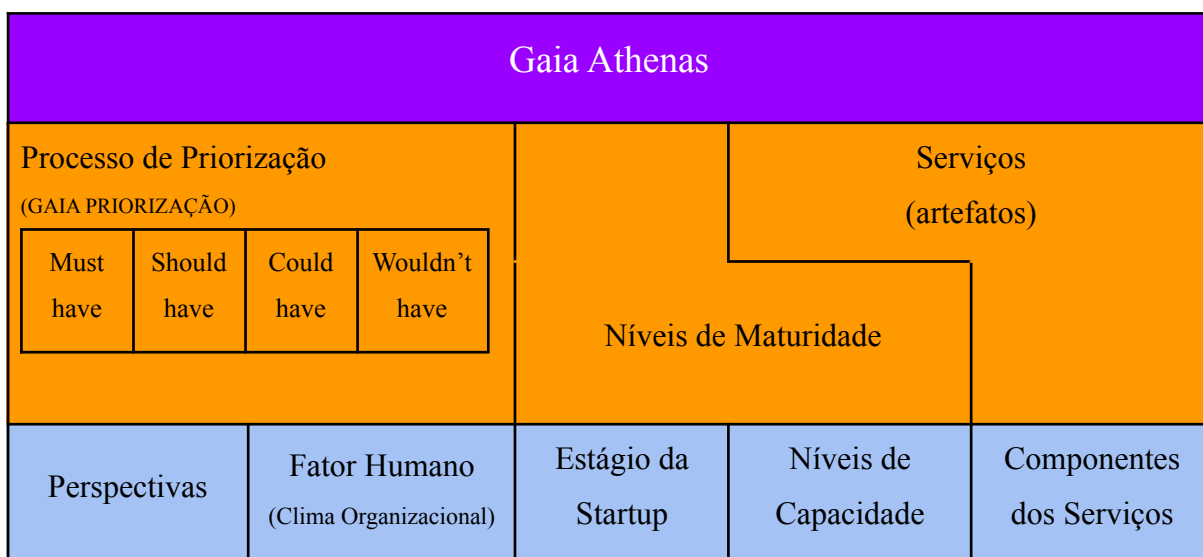 Gaia Athenas
Processo de Priorização
(GAIA PRIORIZAÇÃO)
Must
have
Should
have
Could
have
Wouldn’t
have
Serviços
(artefatos)
Níveis de Maturidade
Perspectivas
Fator Humano
(Clima Organizacional)
Estágio da
Startup
Níveis de
Capacidade
Componentes
dos Serviços